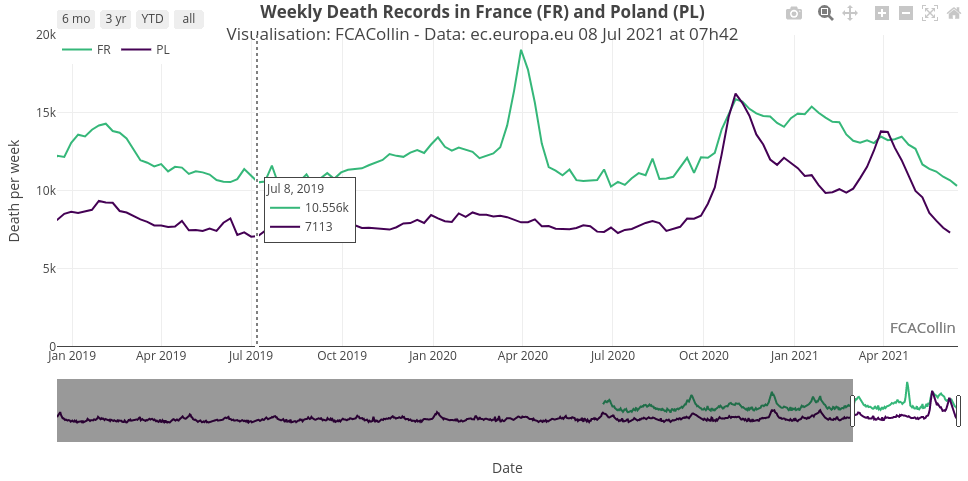 Weekly Death Records in France (FR) and Poland (PL)
6 mo 3 yr YTD all
Visualisation: FCACollin - Data: ec.europa.eu 08 Jul 2021 at 07h42
FR PL
20k
15k
10k
5k
0
Death per week
Jul 8, 2019
10.556k
7113
FCACollin
Jan 2019 Apr 2019 Jul 2019 Oct 2019 Jan 2020 Apr 2020 Jul 2020 Oct 2020 Jan 2021 Apr 2021
Date